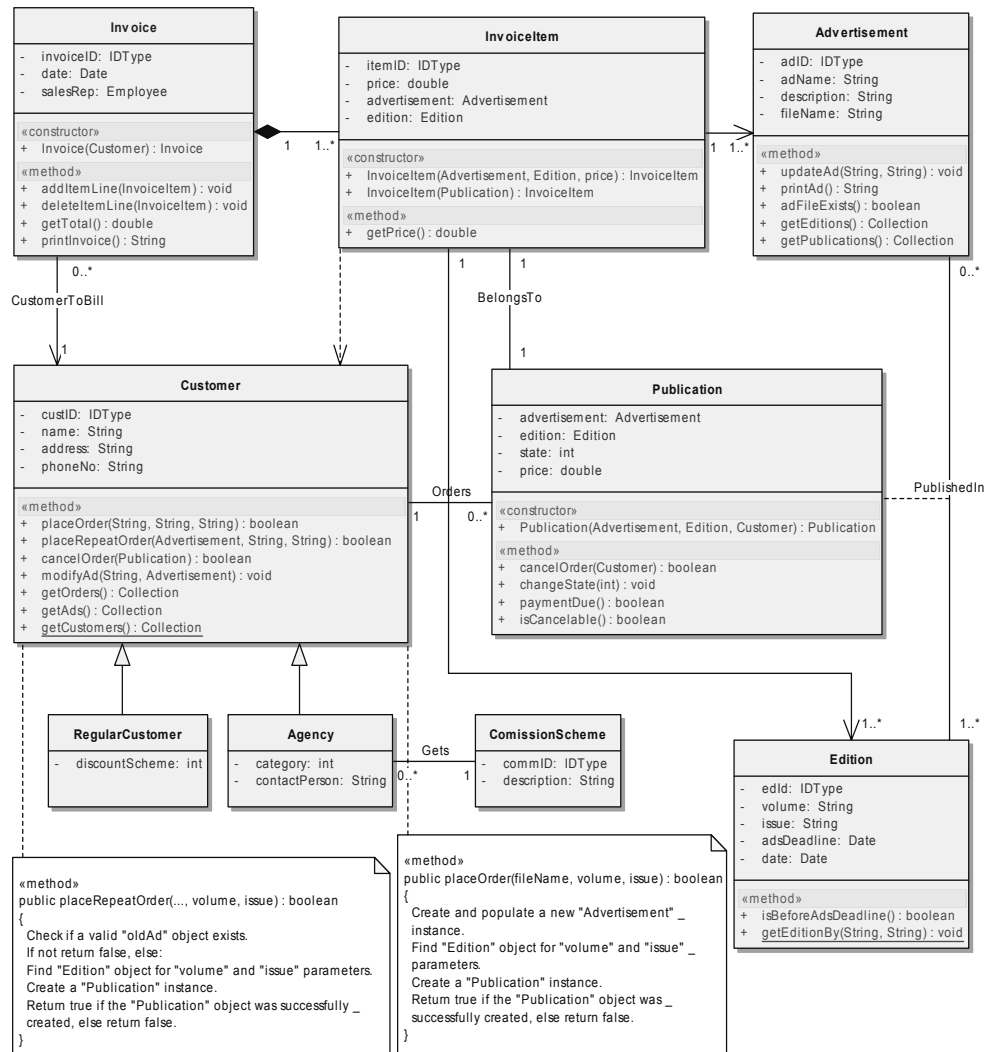 Invoice
- invoiceID: IDType
- date: Date
- salesRep: Employee
«constructor»
+ Invoice(Customer) : Invoice
«method»
+ addItemLine(InvoiceItem) : void
+ deleteItemLine(InvoiceItem) : void
+ getTotal() : double
+ printInvoice() : String
1
1..*
InvoiceItem
- itemID: IDType
- price: double
- advertisement: Advertisement
- edition: Edition
«constructor»
+ InvoiceItem(Advertisement, Edition, price) : InvoiceItem
InvoiceItem(Publication) : InvoiceItem
«method»
+ getPrice() : double
1
1..*
Advertisement
- adID: IDType
- adName: String
- description: String
- fileName: String
«method»
+ updateAd(String, String) : void
+ printAd() : String
+ adFileExists() : boolean
+ getEditions() : Collection
+ getPublications() : Collection
0..*
CustomerToBill
1
1
1
BelongsTo
1
0..*
Customer
- custID: IDType
- name: String
- address: String
- phoneNo: String
«method»
+ placeOrder(String, String, String) : boolean
+ placeRepeatOrder(Advertisement, String, String) : boolean
+ cancelOrder(Publication) : boolean
+ modifyAd(String, Advertisement) : void
+ getOrders() : Collection
+ getAds() : Collection
+ getCustomers() : Collection
Orders
1
0..*
Publication
- advertisement: Advertisement
- edition: Edition
- state: int
- price: double
«constructor»
+ Publication(Advertisement, Edition, Customer) : Publication
«method»
+ cancelOrder(Customer) : boolean
+ changeState(int) : void
+ paymentDue() : boolean
+ isCancelable() : boolean
PublishedIn
1..*
1..*
RegularCustomer
- discountScheme: int
Agency
- category: int
- contactPerson: String
Gets
0..*
1
ComissionScheme
- commID: IDType
- description: String
Edition
- edId: IDType
- volume: String
- issue: String
- adsDeadline: Date
- date: Date
«method»
+ isBeforeAdsDeadline() : boolean
+ getEditionBy(String, String) : void
«method»
public placeRepeatOrder(..., volume, issue) : boolean
{
Check if a valid "oldAd" object exists.
If not return false, else:
Find "Edition" object for "volume" and "issue" parameters.
Create a "Publication" instance.
Return true if the "Publication" object was successfully _
created, else return false.
}
«method»
public placeOrder(fileName, volume, issue) : boolean
{
Create and populate a new "Advertisement" _
instance.
Find "Edition" object for "volume" and "issue" _
parameters.
Create a "Publication" instance.
Return true if the "Publication" object was _
successfully created, else return false.
}